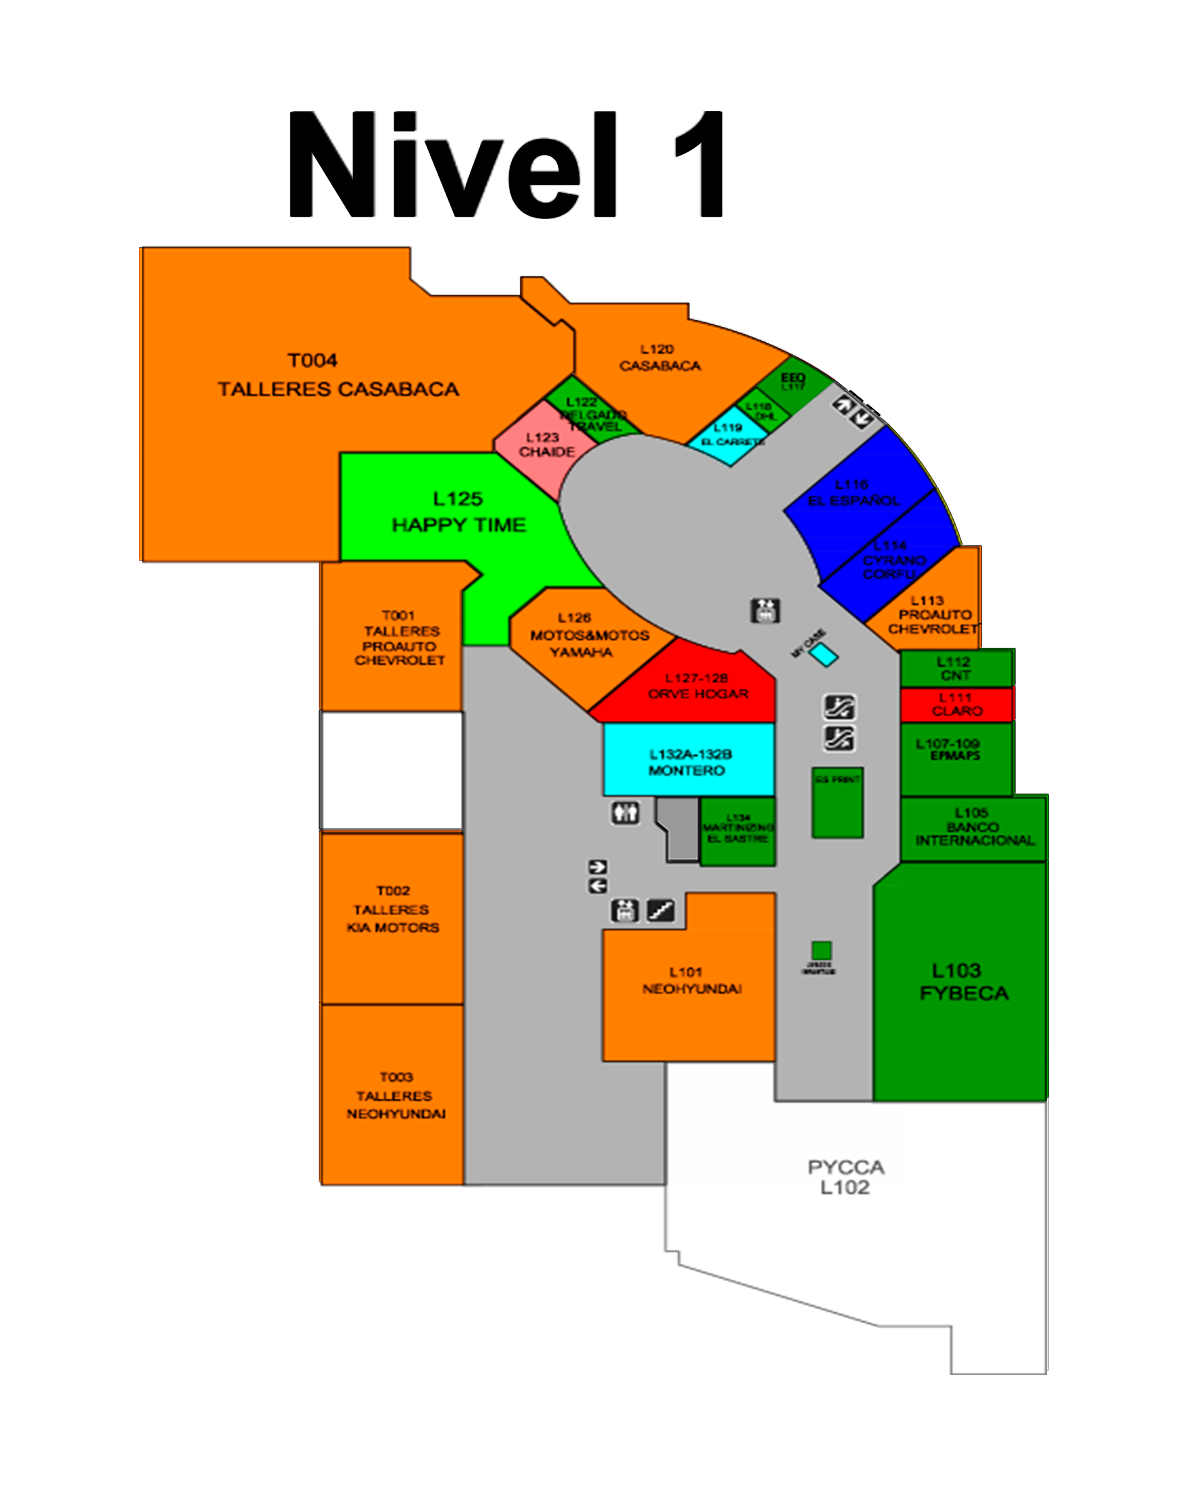 Nivel 1
T004
TALLERES CASABACA
L120
CASABACA
EEQ
L117
L118
DHL
L119
EL CARRETE
L122
DELGADO
TRAVEL
L123
CHAIDE
L125
HAPPY TIME
L116
EL ESPAÑOL
L114
CYRANO
CORFU
L113
PROAUTO
CHEVROLET
T001
TALLERES
PROAUTO
CHEVROLET
L126
MOTOS&MOTOS
YAMAHA
MY CASE
L127-128
ORVE HOGAR
L112
CNT
L111
CLARO
L107-109
EPMAPS
L132A-132B
MONTERO
ES PRINT
L134
MARTINIZING
EL SASTRE
L105
BANCO
INTERNACIONAL
T002
TALLERES
KIA MOTORS
L101
NEOHYUNDAI
L103
FYBECA
T003
TALLERES
NEOHYUNDAI
PYCCA
L102